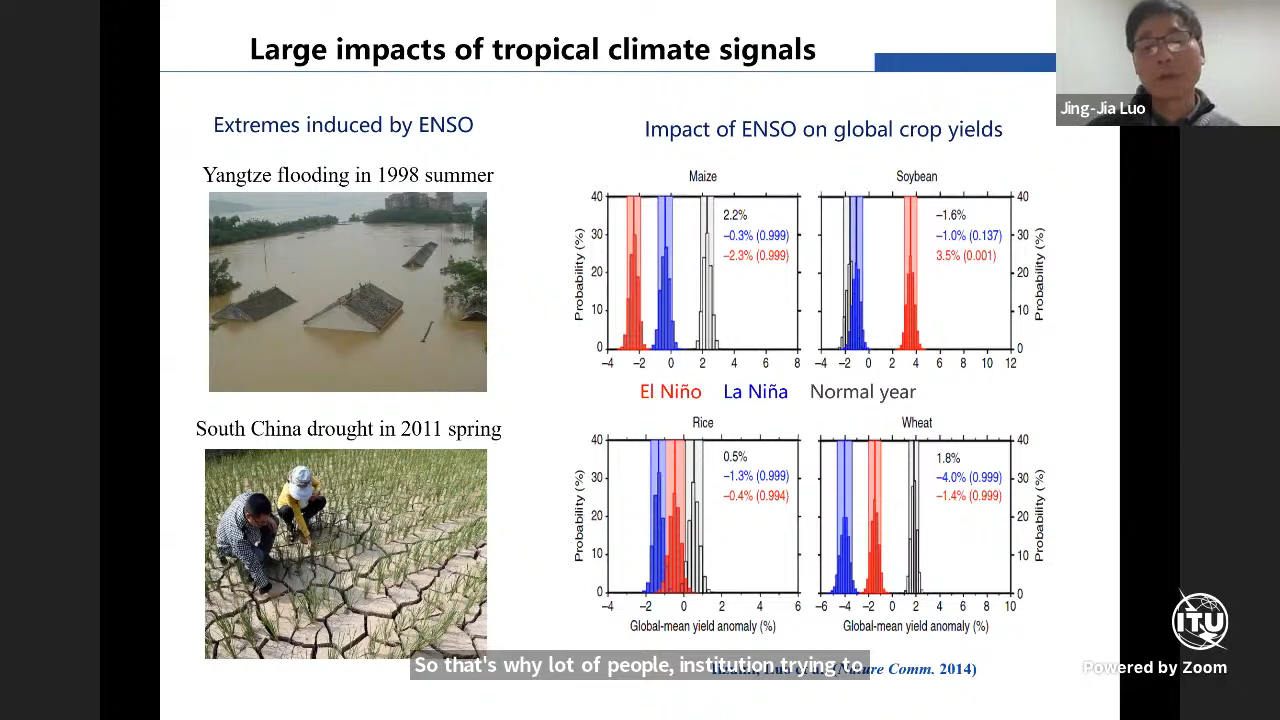 Large impacts of tropical climate signals
Jing-Jia Luo
Extremes induced by ENSO
Yangtze flooding in 1998 summer
South China drought in 2011 spring
Impact of ENSO on global crop yields
Maize
Probability (%)
40
30
20
10
0
2.2%
−0.3% (0.999)
−2.3% (0.999)
−4 −2 0 2 4 6 8
Soybean
−1.6%
−1.0% (0.137)
3.5% (0.001)
40
30
20
10
0
Probability (%)
−4 −2 0 2 4 6 8 10 12
El Niño La Niña Normal year
Rice
Probability (%)
40
30
20
10
0
0.5%
−1.3% (0.999)
−0.4% (0.994)
−4 −2 0 2 4 6
Global-mean yield anomaly (%)
Wheat
1.8%
−4.0% (0.999)
−1.4% (0.999)
40
30
20
10
0
Probability (%)
−6 −4 −2 0 2 4 6 8 10
Global-mean yield anomaly (%)
So that's why lot of people, institution trying to
Comm. 2014)
ITU
Powered by Zoom